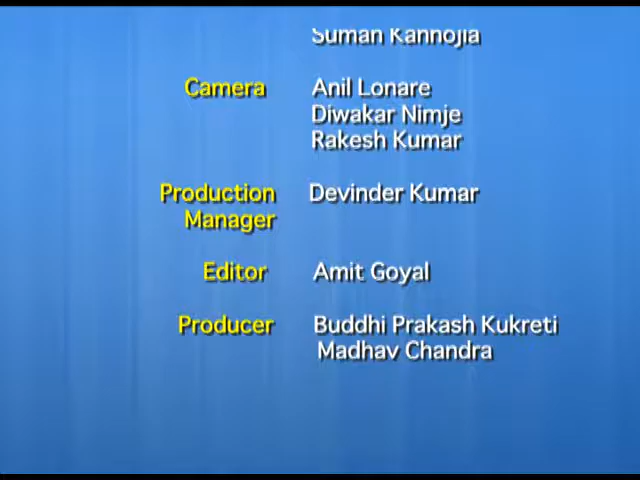 Suman Kannojia
Camera Anil Lonare
Diwakar Nimje
Rakesh Kumar
Production Devinder Kumar
Manager
Editor Amit Goyal
Producer Buddhi Prakash Kukreti
Madhav Chandra